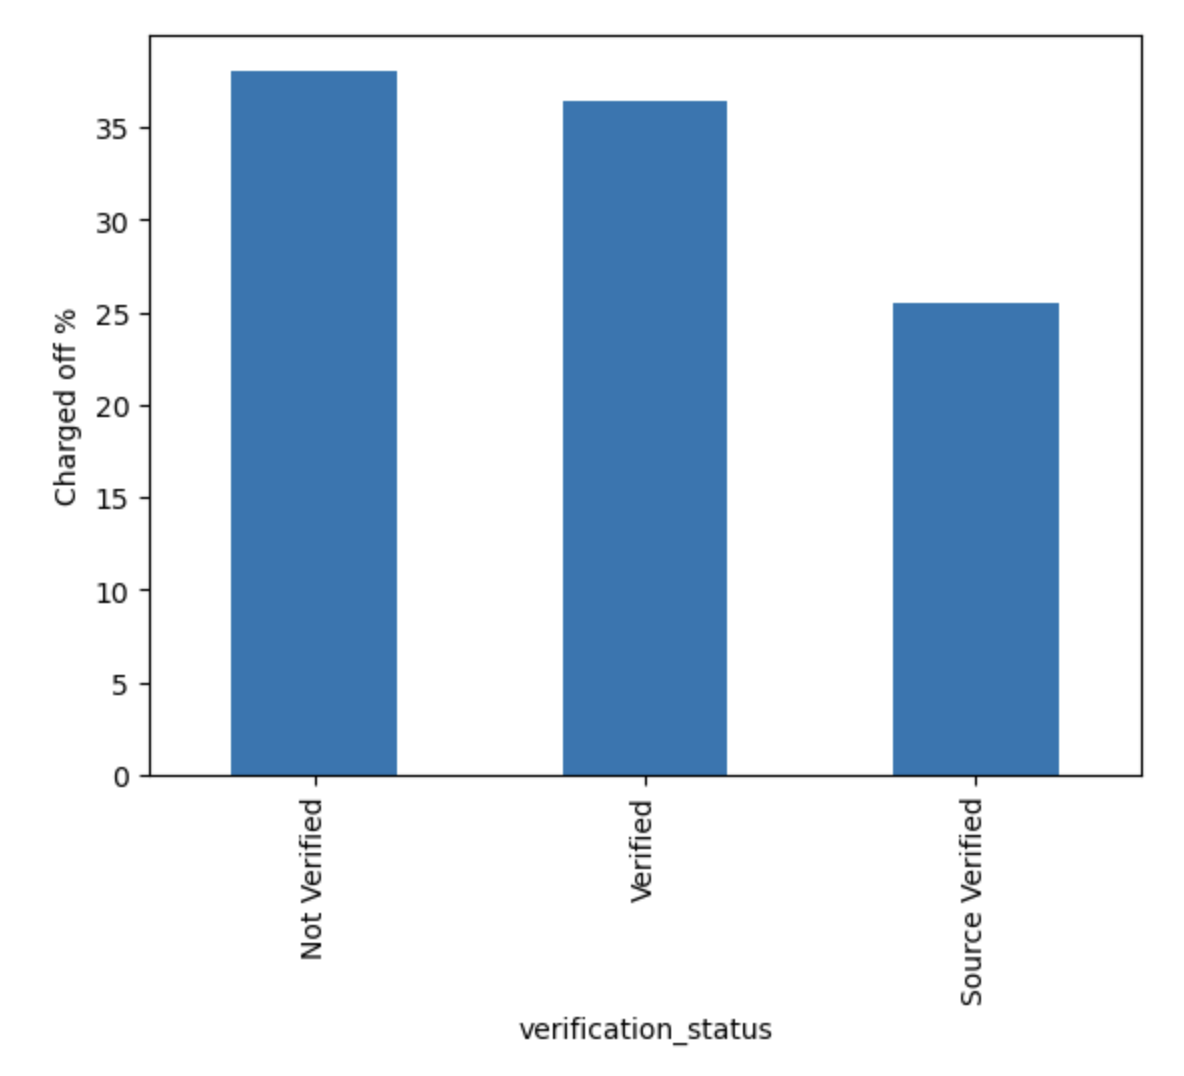 35
30
25
20
15
10
5
0
Charged off %
Not Verified
Verified
Source Verified
verification_status